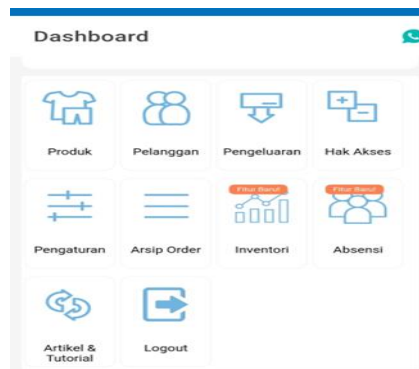 Dashboard
Produk
Pelanggan
Pengeluaran
Hak Akses
Fitur Baru!
Fitur Baru!
Pengaturan
Arsip Order
Inventori
Absensi
Artikel &
Tutorial
Logout